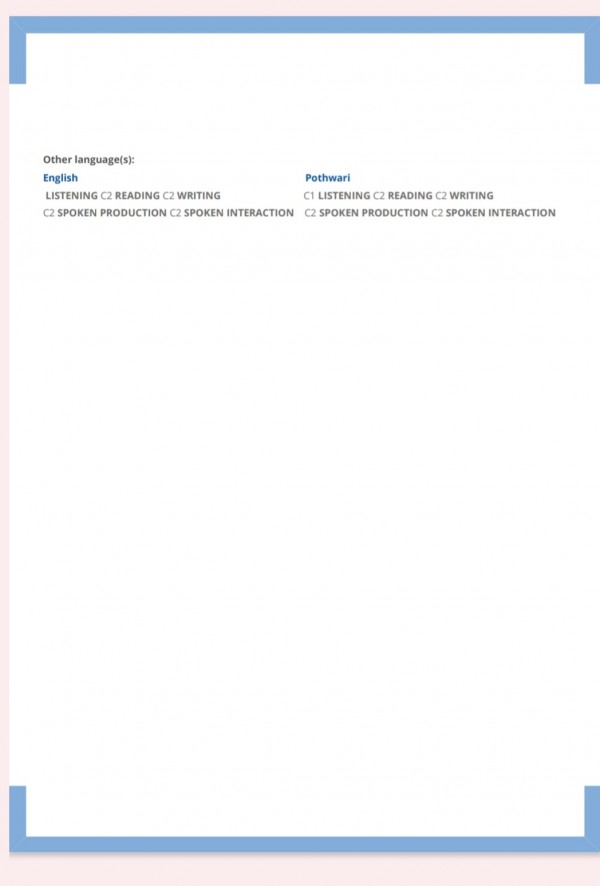 Other language(s):
English
LISTENING C2 READING C2 WRITING
C2 SPOKEN PRODUCTION C2 SPOKEN INTERACTION
Pothwari
C1 LISTENING C2 READING C2 WRITING
C2 SPOKEN PRODUCTION C2 SPOKEN INTERACTION